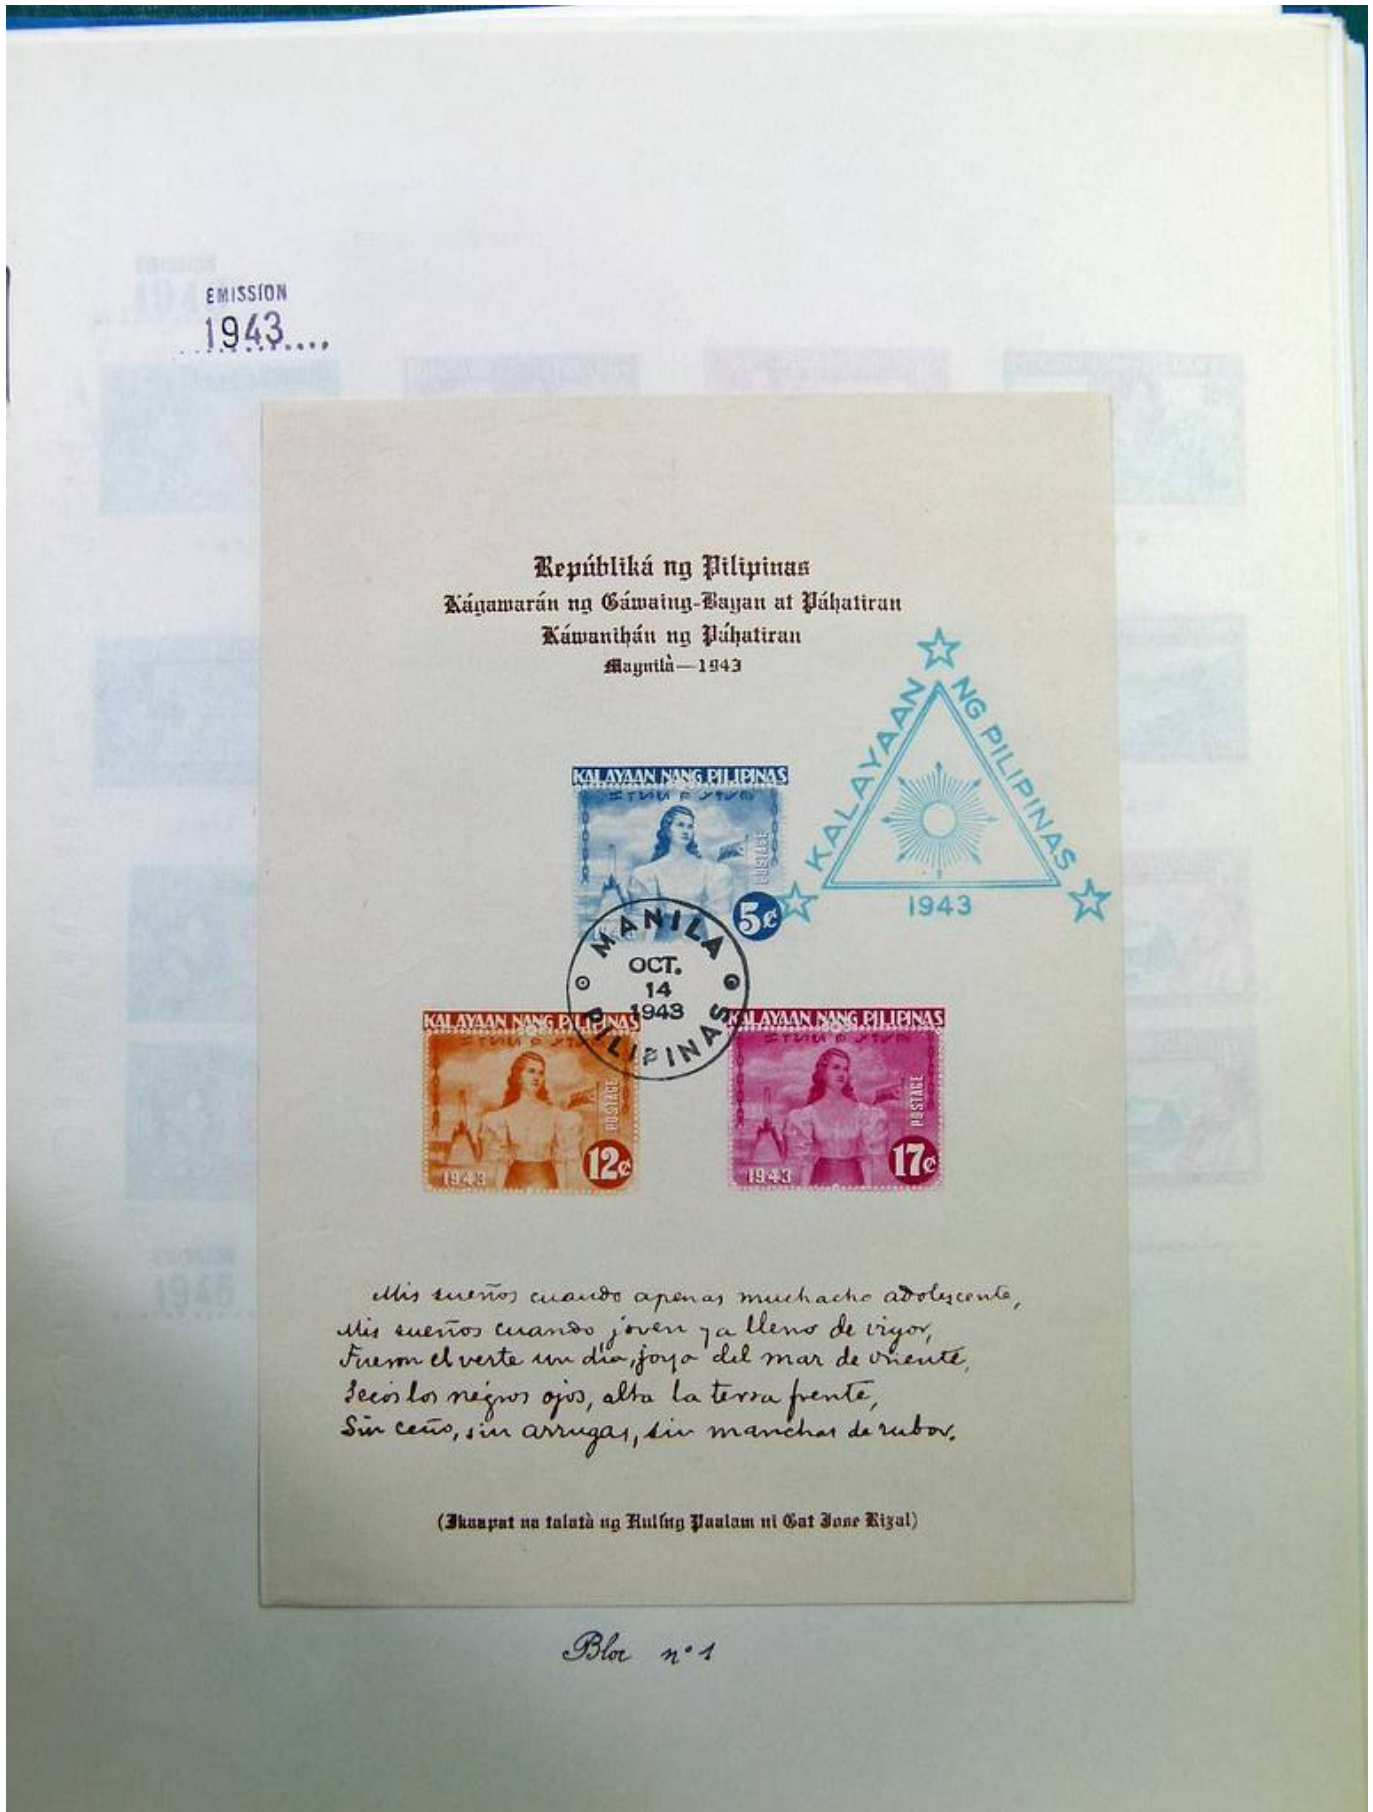 EMISSION
1943
Repúbliká ng Pilipinas
Kágawarán ng Gáwaing-Bayan at Páhatiran
Káwanihán ng Páhatiran
Maynilà—1943
KALAYAAN NG PILIPINAS
1943
KALAYAAN NANG PILIPINAS
POSTAGE
5¢
MANILA
OCT.
14
1943
PILIPINAS
KALAYAAN NANG PILIPINAS
POSTAGE
1943
12¢
KALAYAAN NANG PILIPINAS
POSTAGE
1943
17¢
Mis sueños cuando apenas muchacho adolescente,
Mis sueños cuando joven ya lleno de vigor,
Fueron el verte un día, joya del mar de oriente,
Secos los negros ojos, alta la tersa frente,
Sin ceño, sin arrugas, sin manchas de rubor.
(Ikaapat na talatà ng Hulíng Paalam ni Gat Jose Rizal)
Bloc n° 1